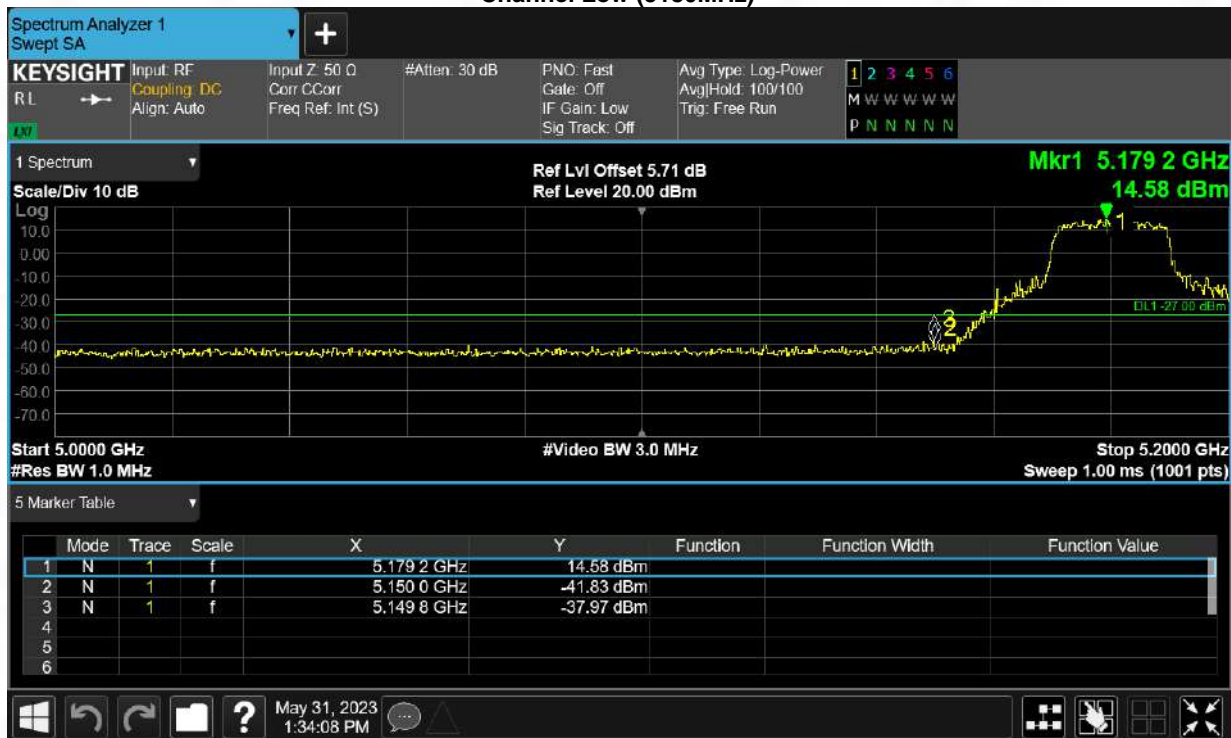 Channel Low (5180MHz)
Spectrum Analyzer 1
Swept SA
+
KEYSIGHT Input: RF Input Z: 50 Ω #Atten: 30 dB PNO: Fast Avg Type: Log-Power 1 2 3 4 5 6
RL Coupling: DC Corr CCorr Gate: Off Avg|Hold: 100/100 M W W W W W
Align: Auto Freq Ref: Int (S) IF Gain: Low Trig: Free Run
LXI Sig Track: Off P N N N N N
1 Spectrum Ref Lvl Offset 5.71 dB Mkr1 5.179 2 GHz
Scale/Div 10 dB Ref Level 20.00 dBm 14.58 dBm
Log
1
10.0
0.00
-10.0
-20.0
DL1 -27.00 dBm
-30.0
3
2
-40.0
-50.0
-60.0
-70.0
Start 5.0000 GHz #Video BW 3.0 MHz Stop 5.2000 GHz
#Res BW 1.0 MHz Sweep 1.00 ms (1001 pts)
5 Marker Table
Mode Trace Scale X Y Function Function Width Function Value
1 N 1 f 5.179 2 GHz 14.58 dBm
2 N 1 f 5.150 0 GHz -41.83 dBm
3 N 1 f 5.149 8 GHz -37.97 dBm
4
5
6
? May 31, 2023
1:34:08 PM